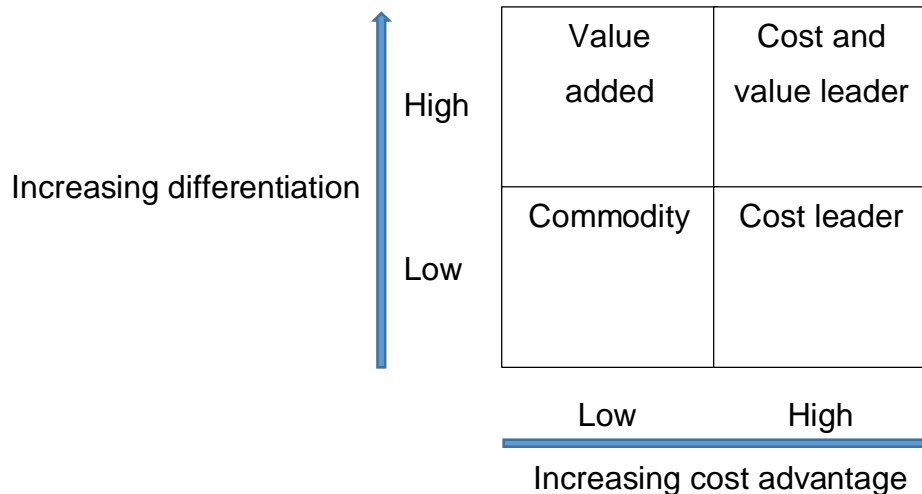 Value
added
Cost and
value leader
High
Increasing differentiation
Commodity
Cost leader
Low
Low
High
Increasing cost advantage